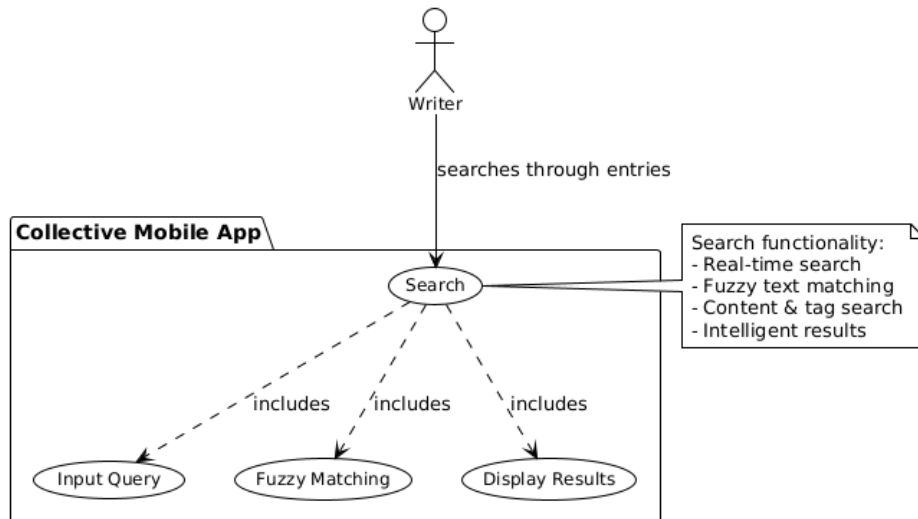 Writer
searches through entries
Collective Mobile App
Search functionality:
- Real-time search
- Fuzzy text matching
- Content & tag search
- Intelligent results
Search
includes
includes
includes
Input Query
Fuzzy Matching
Display Results